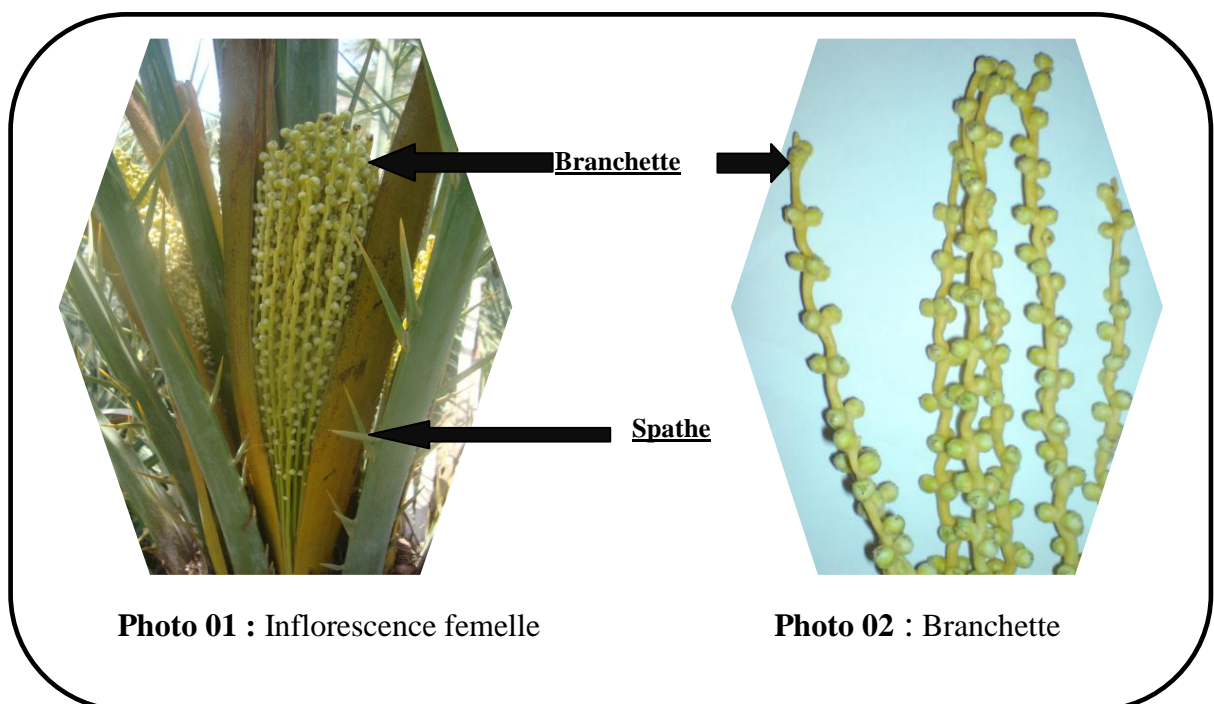 Branchette
Spathe
Photo 01 : Inflorescence femelle
Photo 02 : Branchette